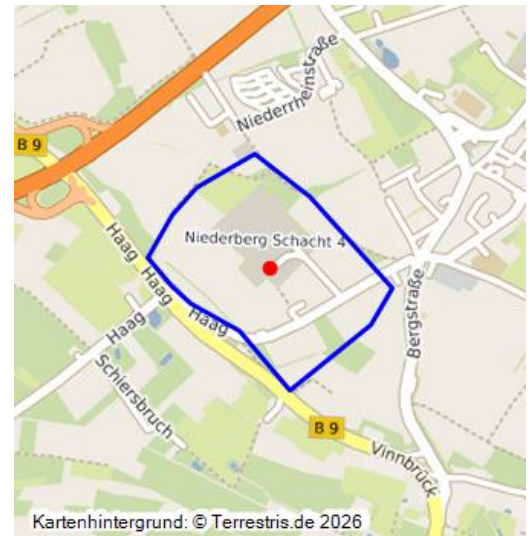 Niederrheinstraße
B 9
Haag
Haag
Haag
Niederberg Schacht 4
Haag
Schiersbruch
Bergstraße
B 9
Vinnbrück
Kartenhintergrund: © Terrestris.de 2026